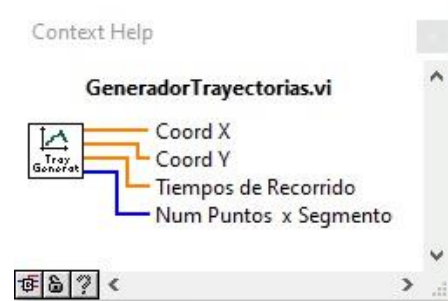 Context Help
GeneradorTrayectorias.vi
Tray
Generat
Coord X
Coord Y
Tiempos de Recorrido
Num Puntos x Segmento
?